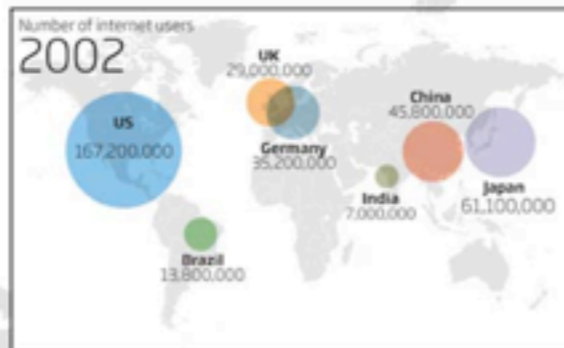 Number of internet users
2002
UK
29,000,000
US
167,200,000
China
45,800,000
Germany
35,200,000
India
7,000,000
Japan
61,100,000
Brazil
13,800,000